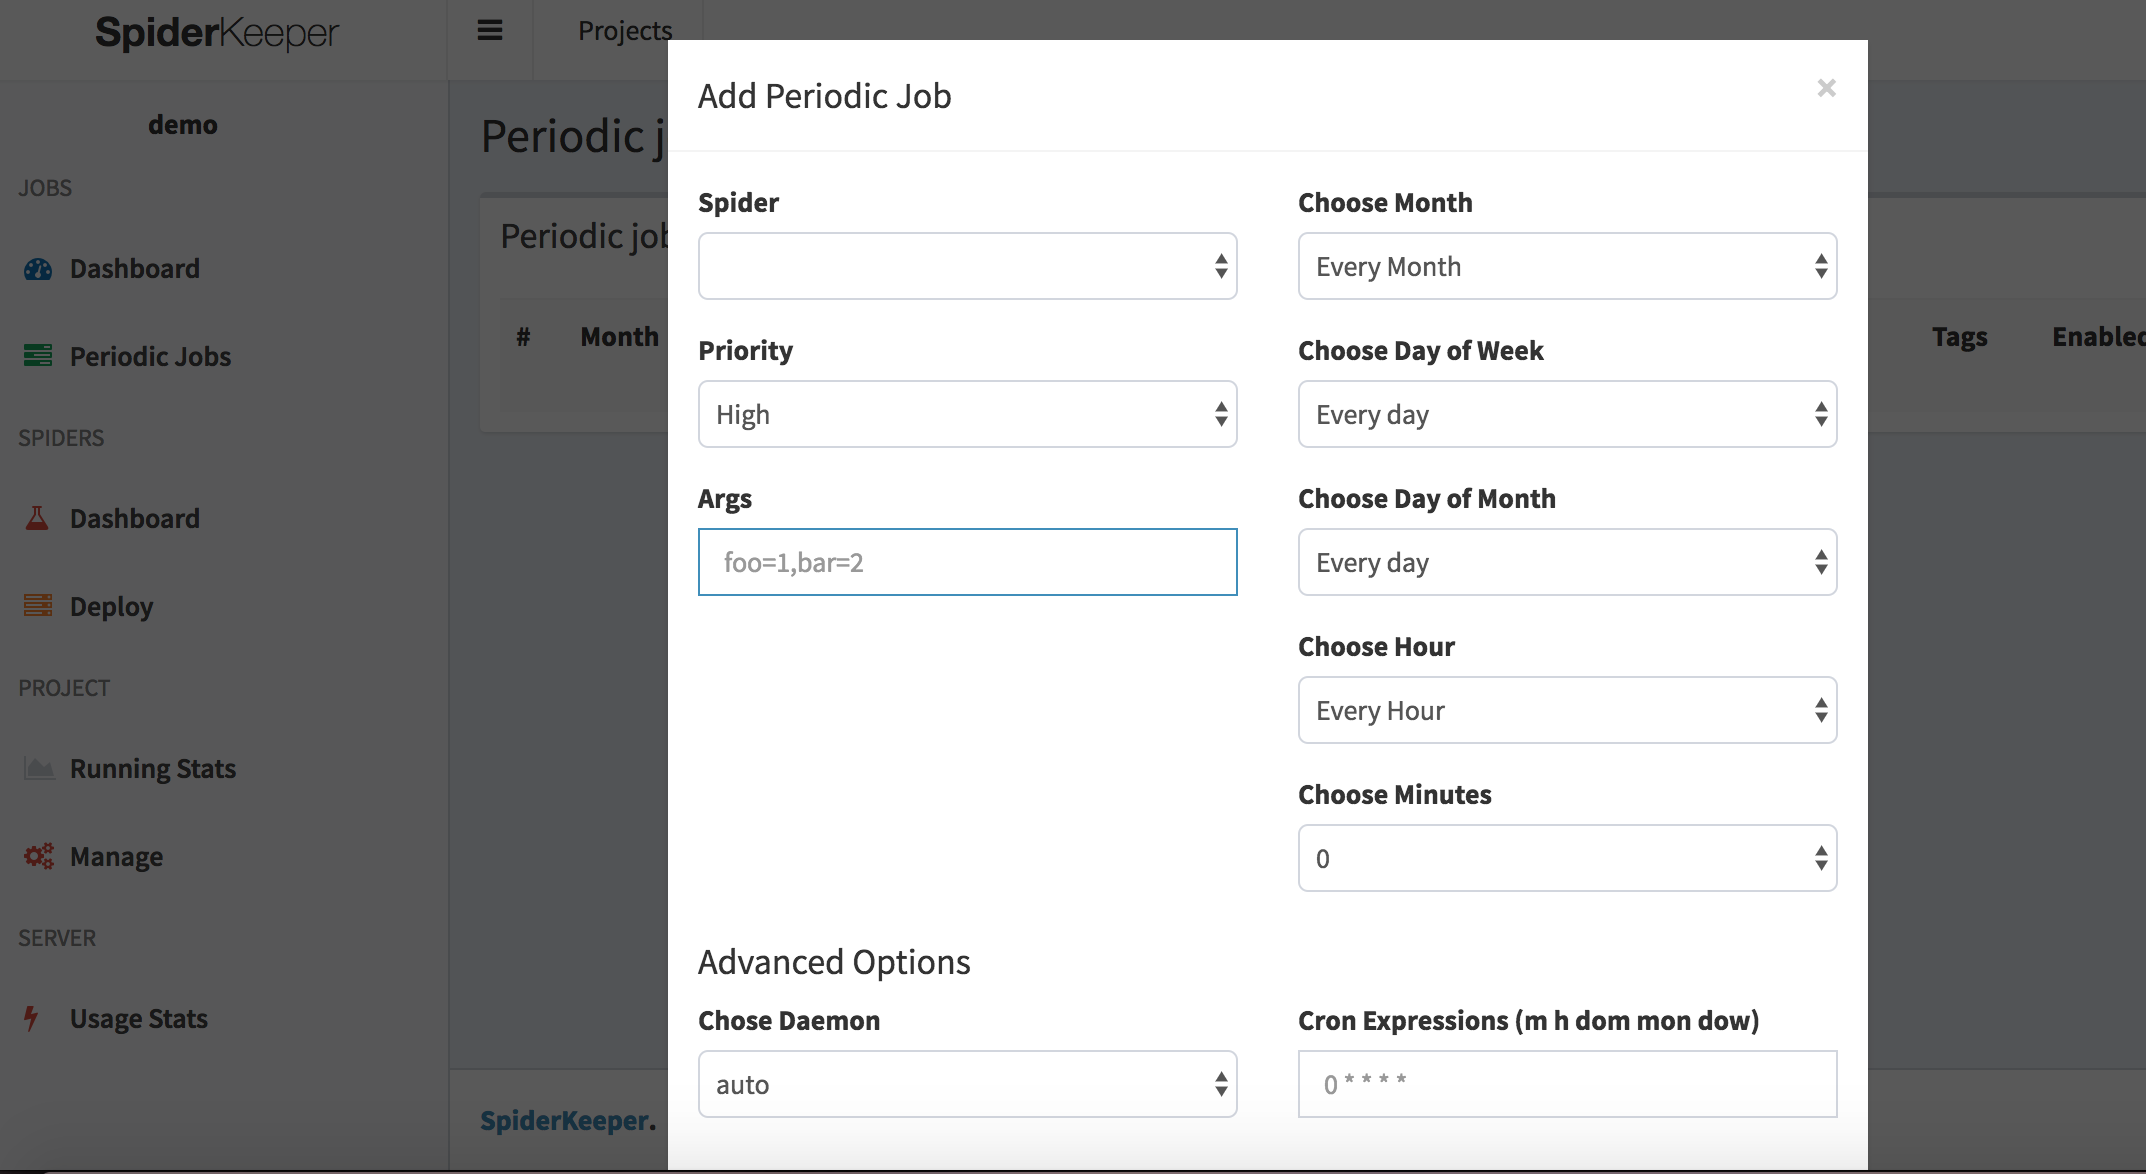 SpiderKeeper
Projects
demo
JOBS
Dashboard
Periodic Jobs
SPIDERS
Dashboard
Deploy
PROJECT
Running Stats
Manage
SERVER
Usage Stats
Periodic j
Periodic job
# Month
Tags Enabled
SpiderKeeper.
Add Periodic Job
×
Spider
Priority
High
Args
foo=1,bar=2
Choose Month
Every Month
Choose Day of Week
Every day
Choose Day of Month
Every day
Choose Hour
Every Hour
Choose Minutes
0
Advanced Options
Chose Daemon
auto
Cron Expressions (m h dom mon dow)
0 * * * *